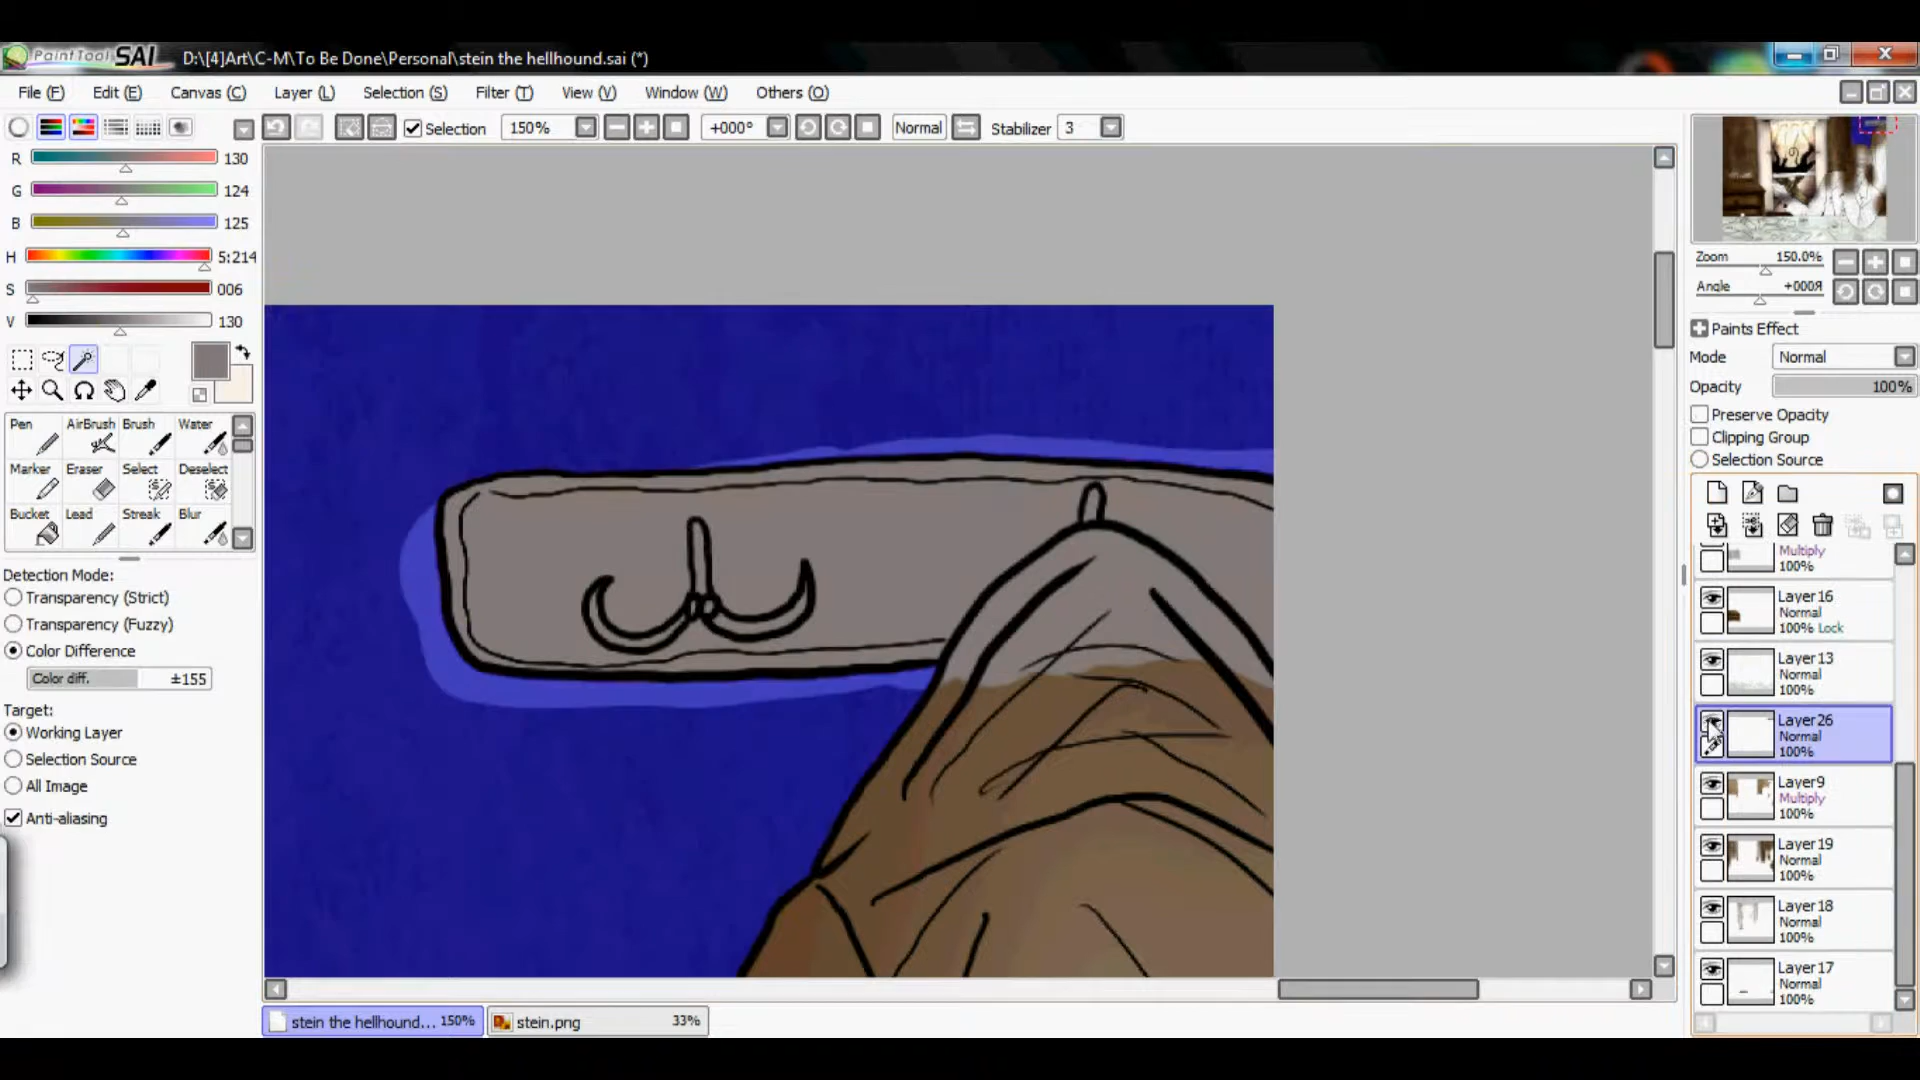 PaintTool SAI D:\[4]Art\C-M\To Be Done\Personal\stein the hellhound.sai (*)
File (F) Edit (E) Canvas (C) Layer (L) Selection (S) Filter (T) View (V) Window (W) Others (O)
Selection 150% +000° Normal Stabilizer 3
R 130
G 124
B 125
H 5:214
S 006
V 130
Pen AirBrush Brush Water
Marker Eraser Select Deselect
Bucket Lead Streak Blur
Detection Mode:
Transparency (Strict)
Transparency (Fuzzy)
Color Difference
Color diff. ±155
Target:
Working Layer
Selection Source
All Image
Anti-aliasing
Zoom 150.0%
Angle +000Я
Paints Effect
Mode Normal
Opacity 100%
Preserve Opacity
Clipping Group
Selection Source
Multiply
100%
Layer16
Normal
100% Lock
Layer13
Normal
100%
Layer26
Normal
100%
Layer9
Multiply
100%
Layer19
Normal
100%
Layer18
Normal
100%
Layer17
Normal
100%
stein the hellhound... 150% stein.png 33%